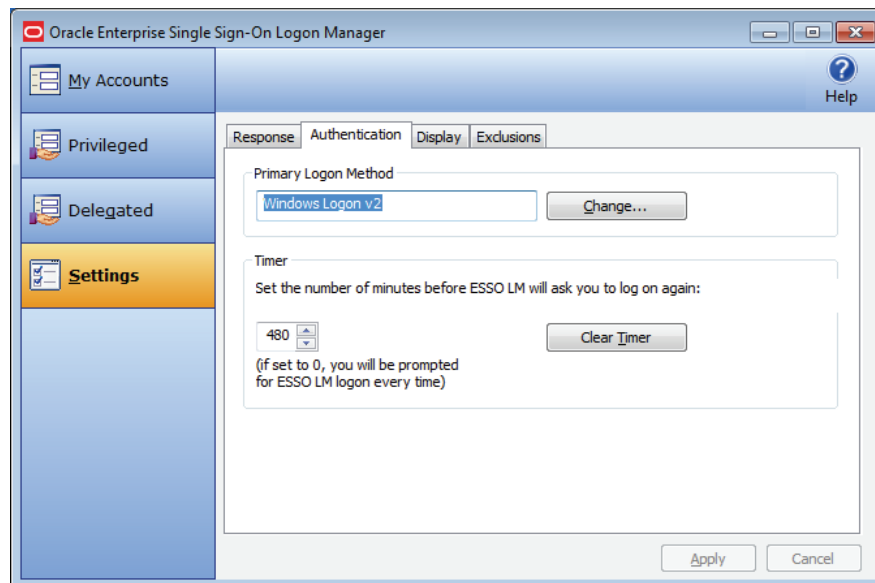 Oracle Enterprise Single Sign-On Logon Manager
My Accounts
Privileged
Delegated
Settings
Help
Response Authentication Display Exclusions
Primary Logon Method
Windows Logon v2
Change...
Timer
Set the number of minutes before ESSO LM will ask you to log on again:
480
Clear Timer
(if set to 0, you will be prompted
for ESSO LM logon every time)
Apply Cancel